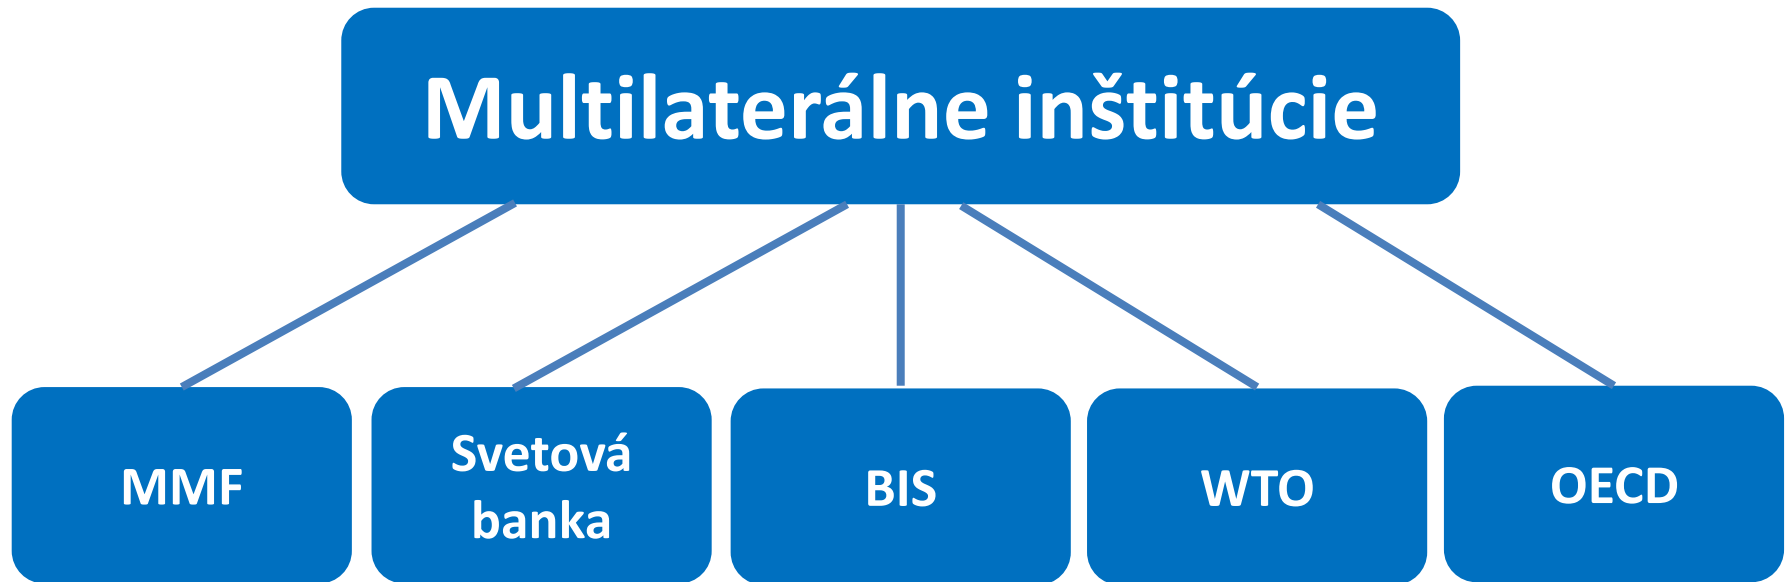 Multilaterálne inštitúcie
MMF
Svetová
banka
BIS
WTO
OECD